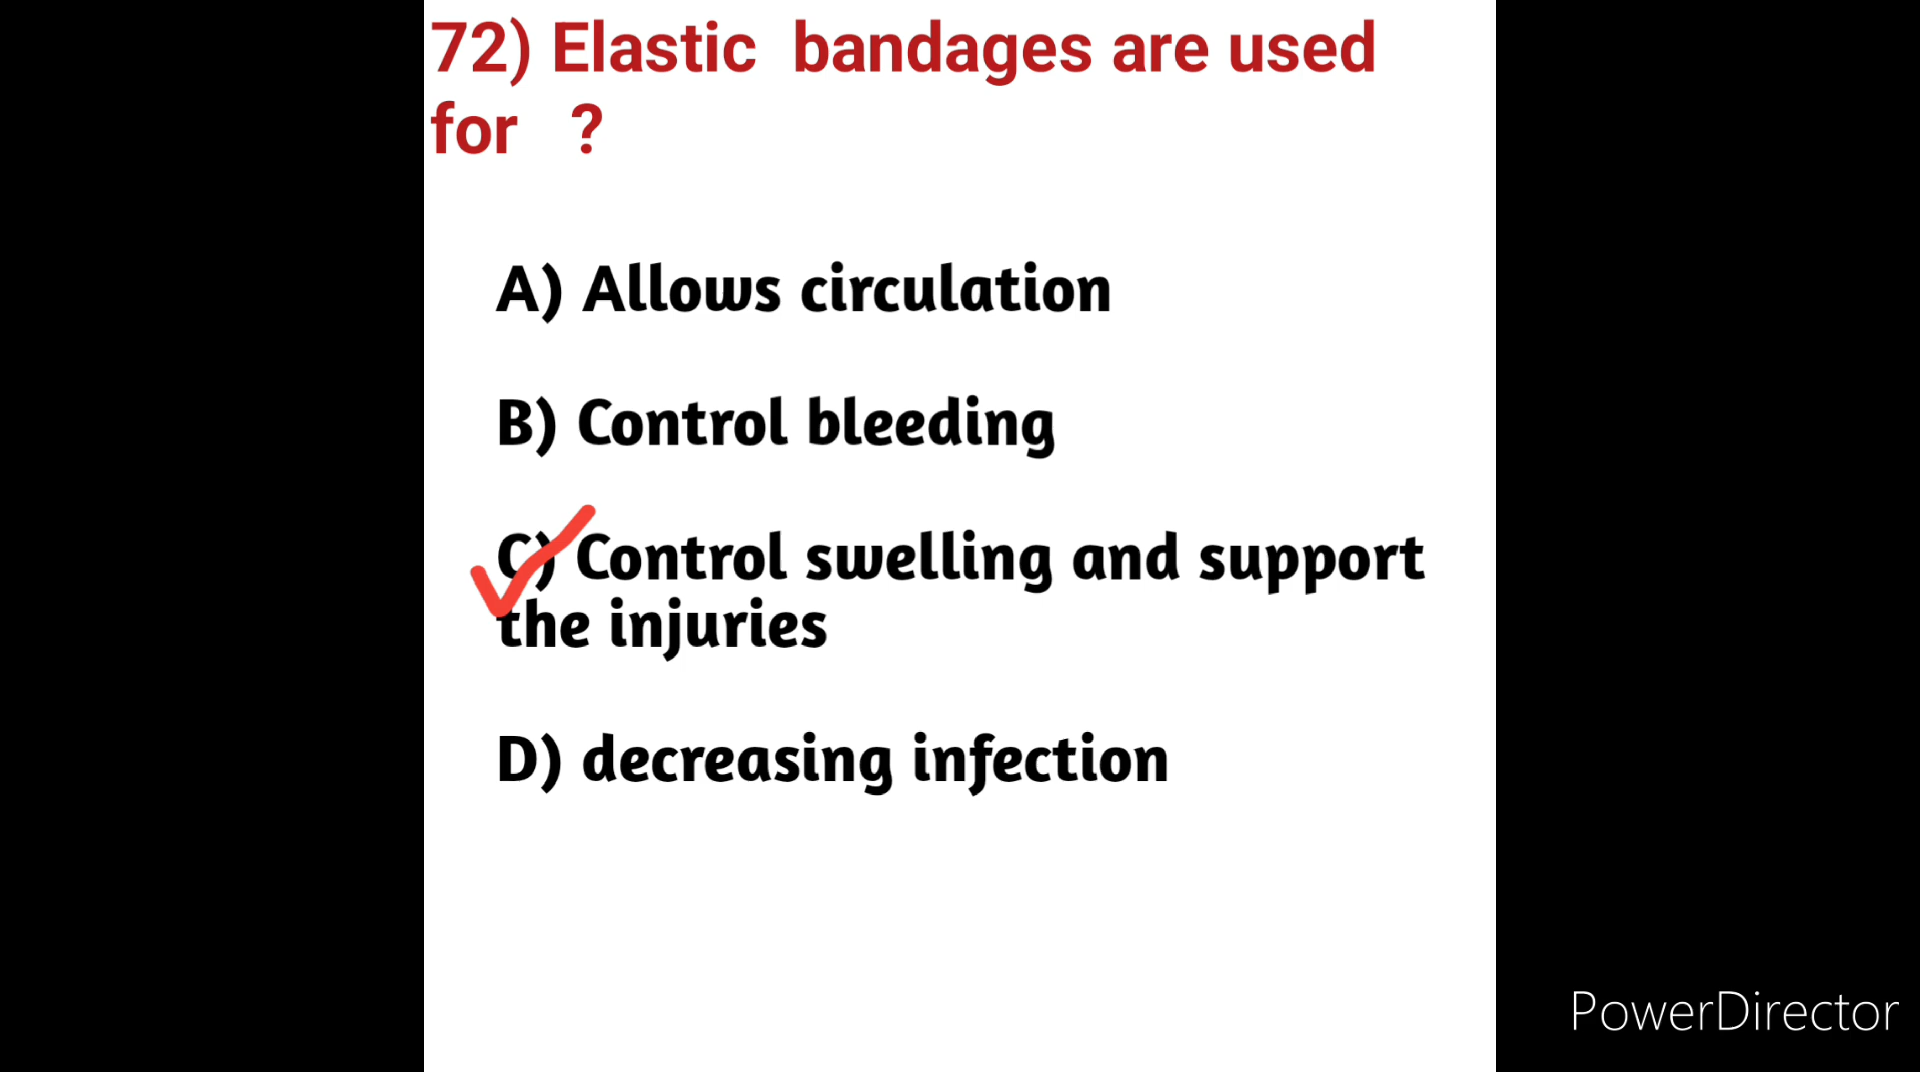 72) Elastic bandages are used
for ?
A) Allows circulation
B) Control bleeding
C) Control swelling and support
the injuries
D) decreasing infection
PowerDirector